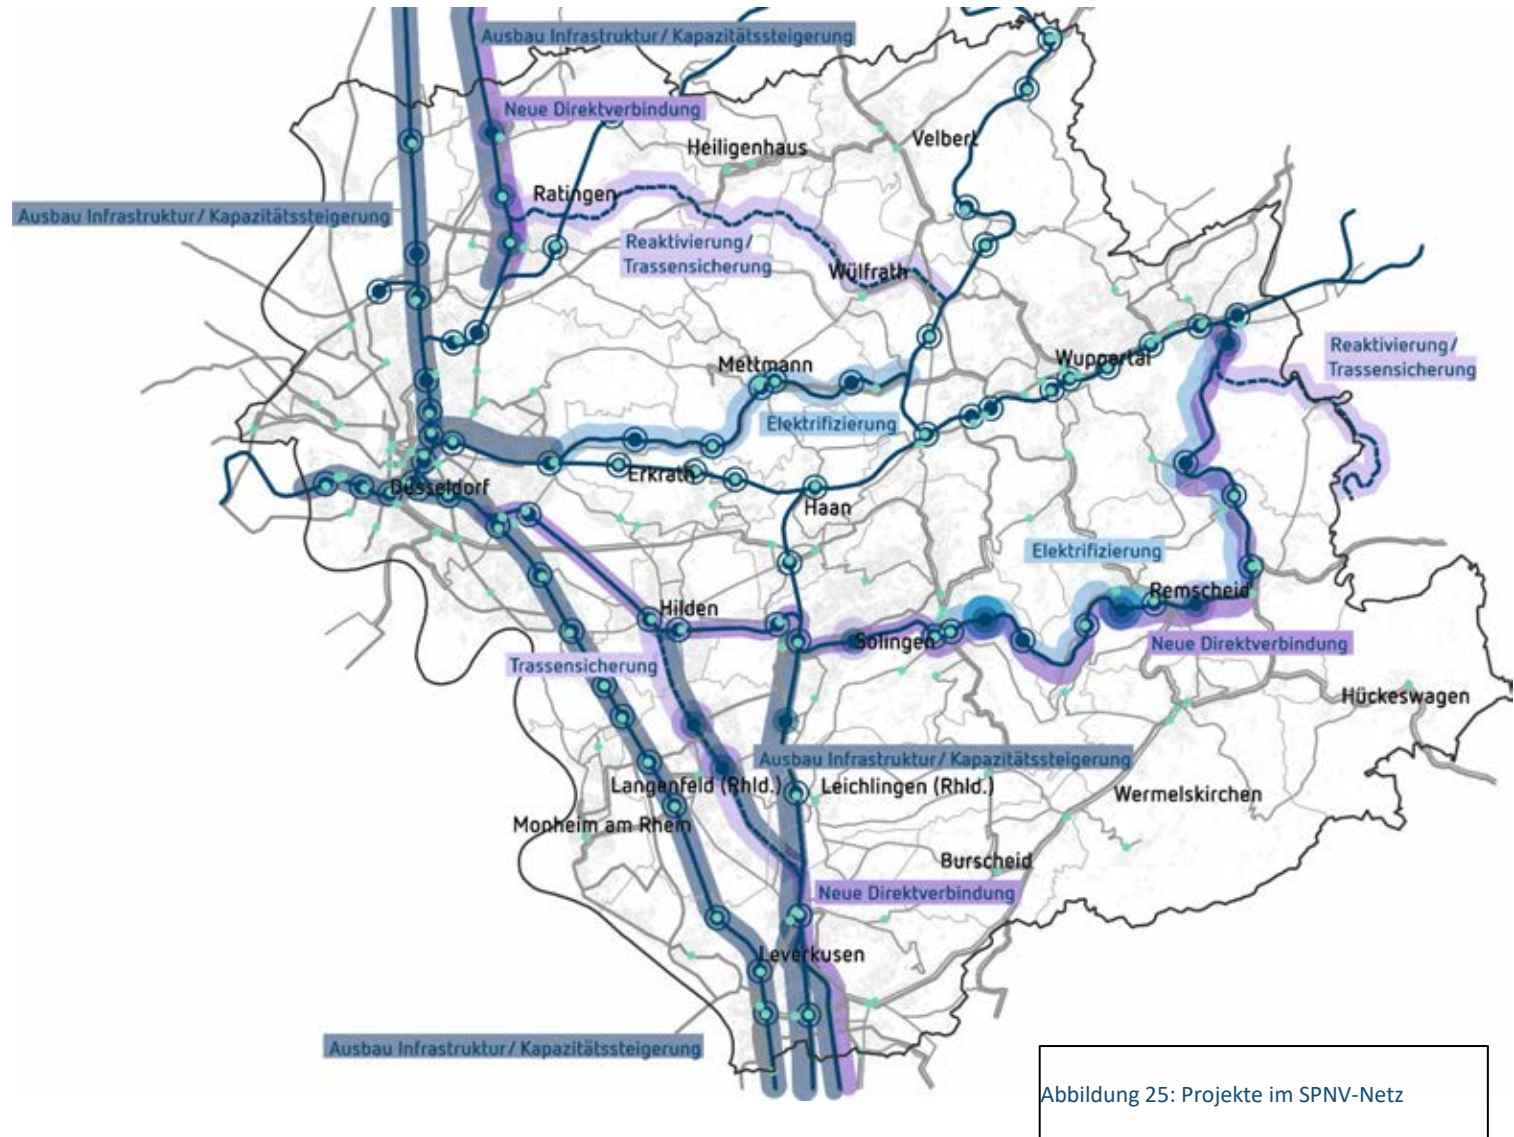 Ausbau Infrastruktur/ Kapazitätssteigerung
Neue Direktverbindung
Velbert
Heiligenhaus
Ratingen
Ausbau Infrastruktur/ Kapazitätssteigerung
Reaktivierung/
Trassensicherung
Wülfrath
Reaktivierung/
Trassensicherung
Wuppertal
Mettmann
Elektrifizierung
Erkrath
Düsseldorf
Haan
Elektrifizierung
Remscheid
Hilden
Solingen
Neue Direktverbindung
Trassensicherung
Hückeswagen
Ausbau Infrastruktur/ Kapazitätssteigerung
Langenfeld (Rhld.)
Leichlingen (Rhld.)
Wermelskirchen
Monheim am Rhein
Burscheid
Neue Direktverbindung
Leverkusen
Ausbau Infrastruktur/ Kapazitätssteigerung
Abbildung 25: Projekte im SPNV-Netz